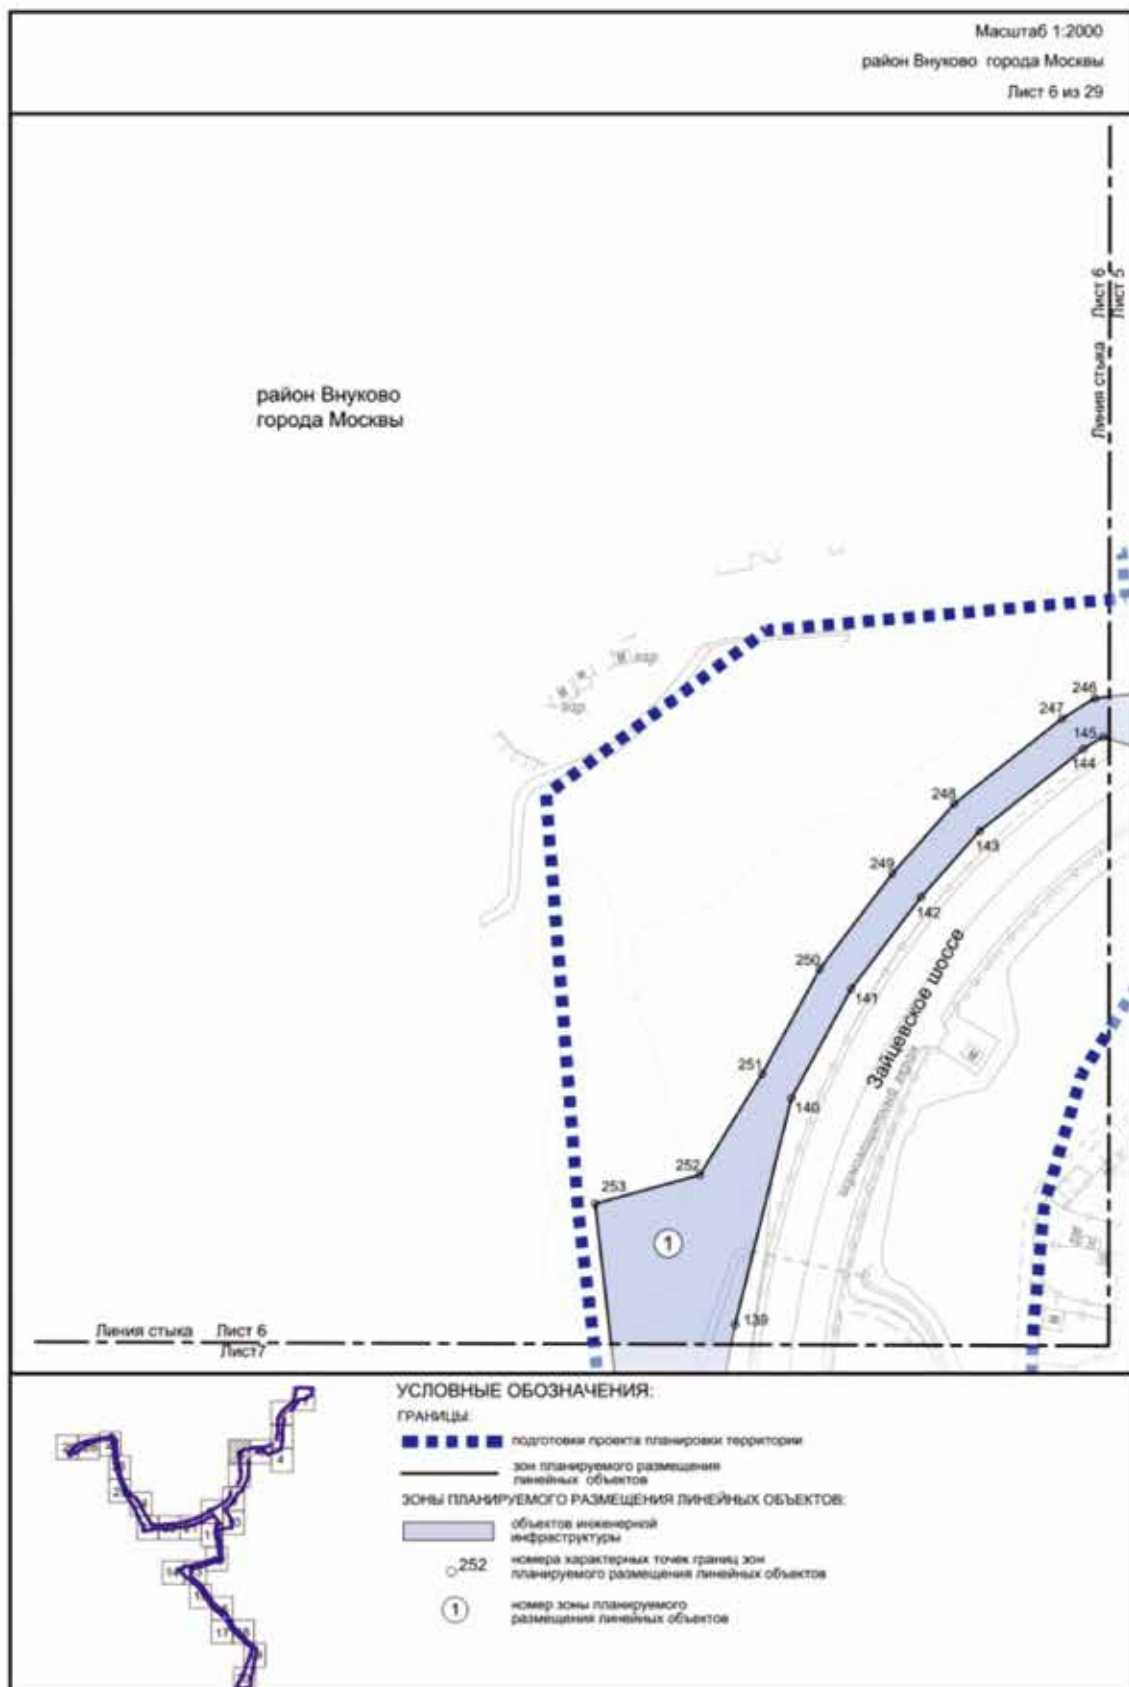 Масштаб 1:2000
район Внуково города Москвы
Лист 6 из 29
Линия стыка Лист 6
Лист 5
район Внуково
города Москвы
246
247
145
144
248
143
249
142
250
141
Зайцевское шоссе
251
140
252
253
1
139
Линия стыка Лист 6
Лист7
УСЛОВНЫЕ ОБОЗНАЧЕНИЯ:
ГРАНИЦЫ:
подготовки проекта планировки территории
зон планируемого размещения
линейных объектов
ЗОНЫ ПЛАНИРУЕМОГО РАЗМЕЩЕНИЯ ЛИНЕЙНЫХ ОБЪЕКТОВ:
объектов инженерной
инфраструктуры
252
номера характерных точек границ зон
планируемого размещения линейных объектов
1
номер зоны планируемого
размещения линейных объектов
4
17